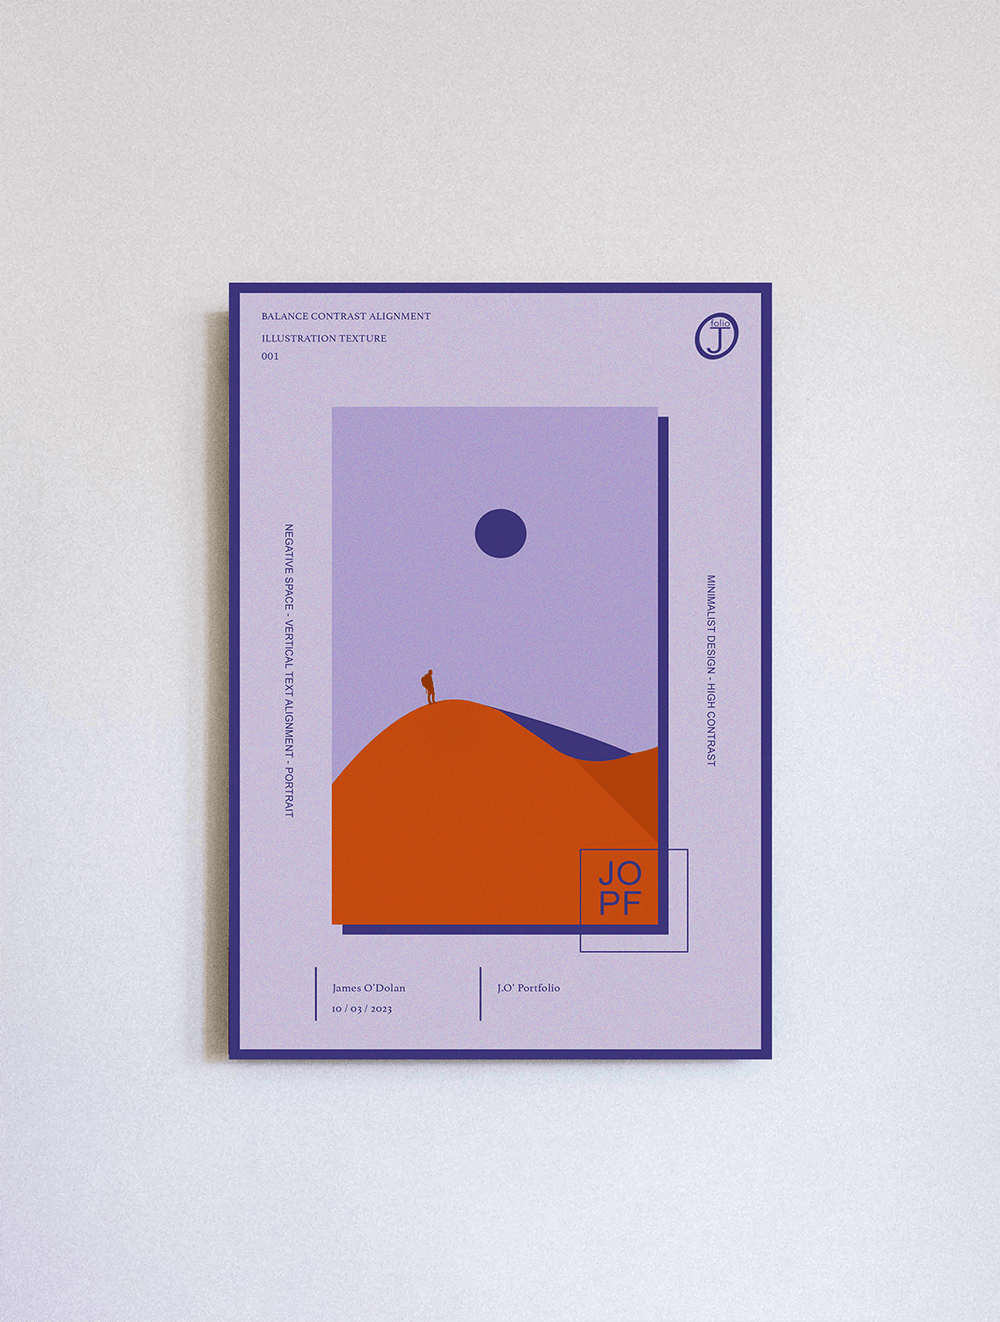 BALANCE CONTRAST ALIGNMENT
ILLUSTRATION TEXTURE
001
folio
J
NEGATIVE SPACE - VERTICAL TEXT ALIGNMENT - PORTRAIT
MINIMALIST DESIGN - HIGH CONTRAST
JO
PF
James O'Dolan
10 / 03 / 2023
J.O' Portfolio